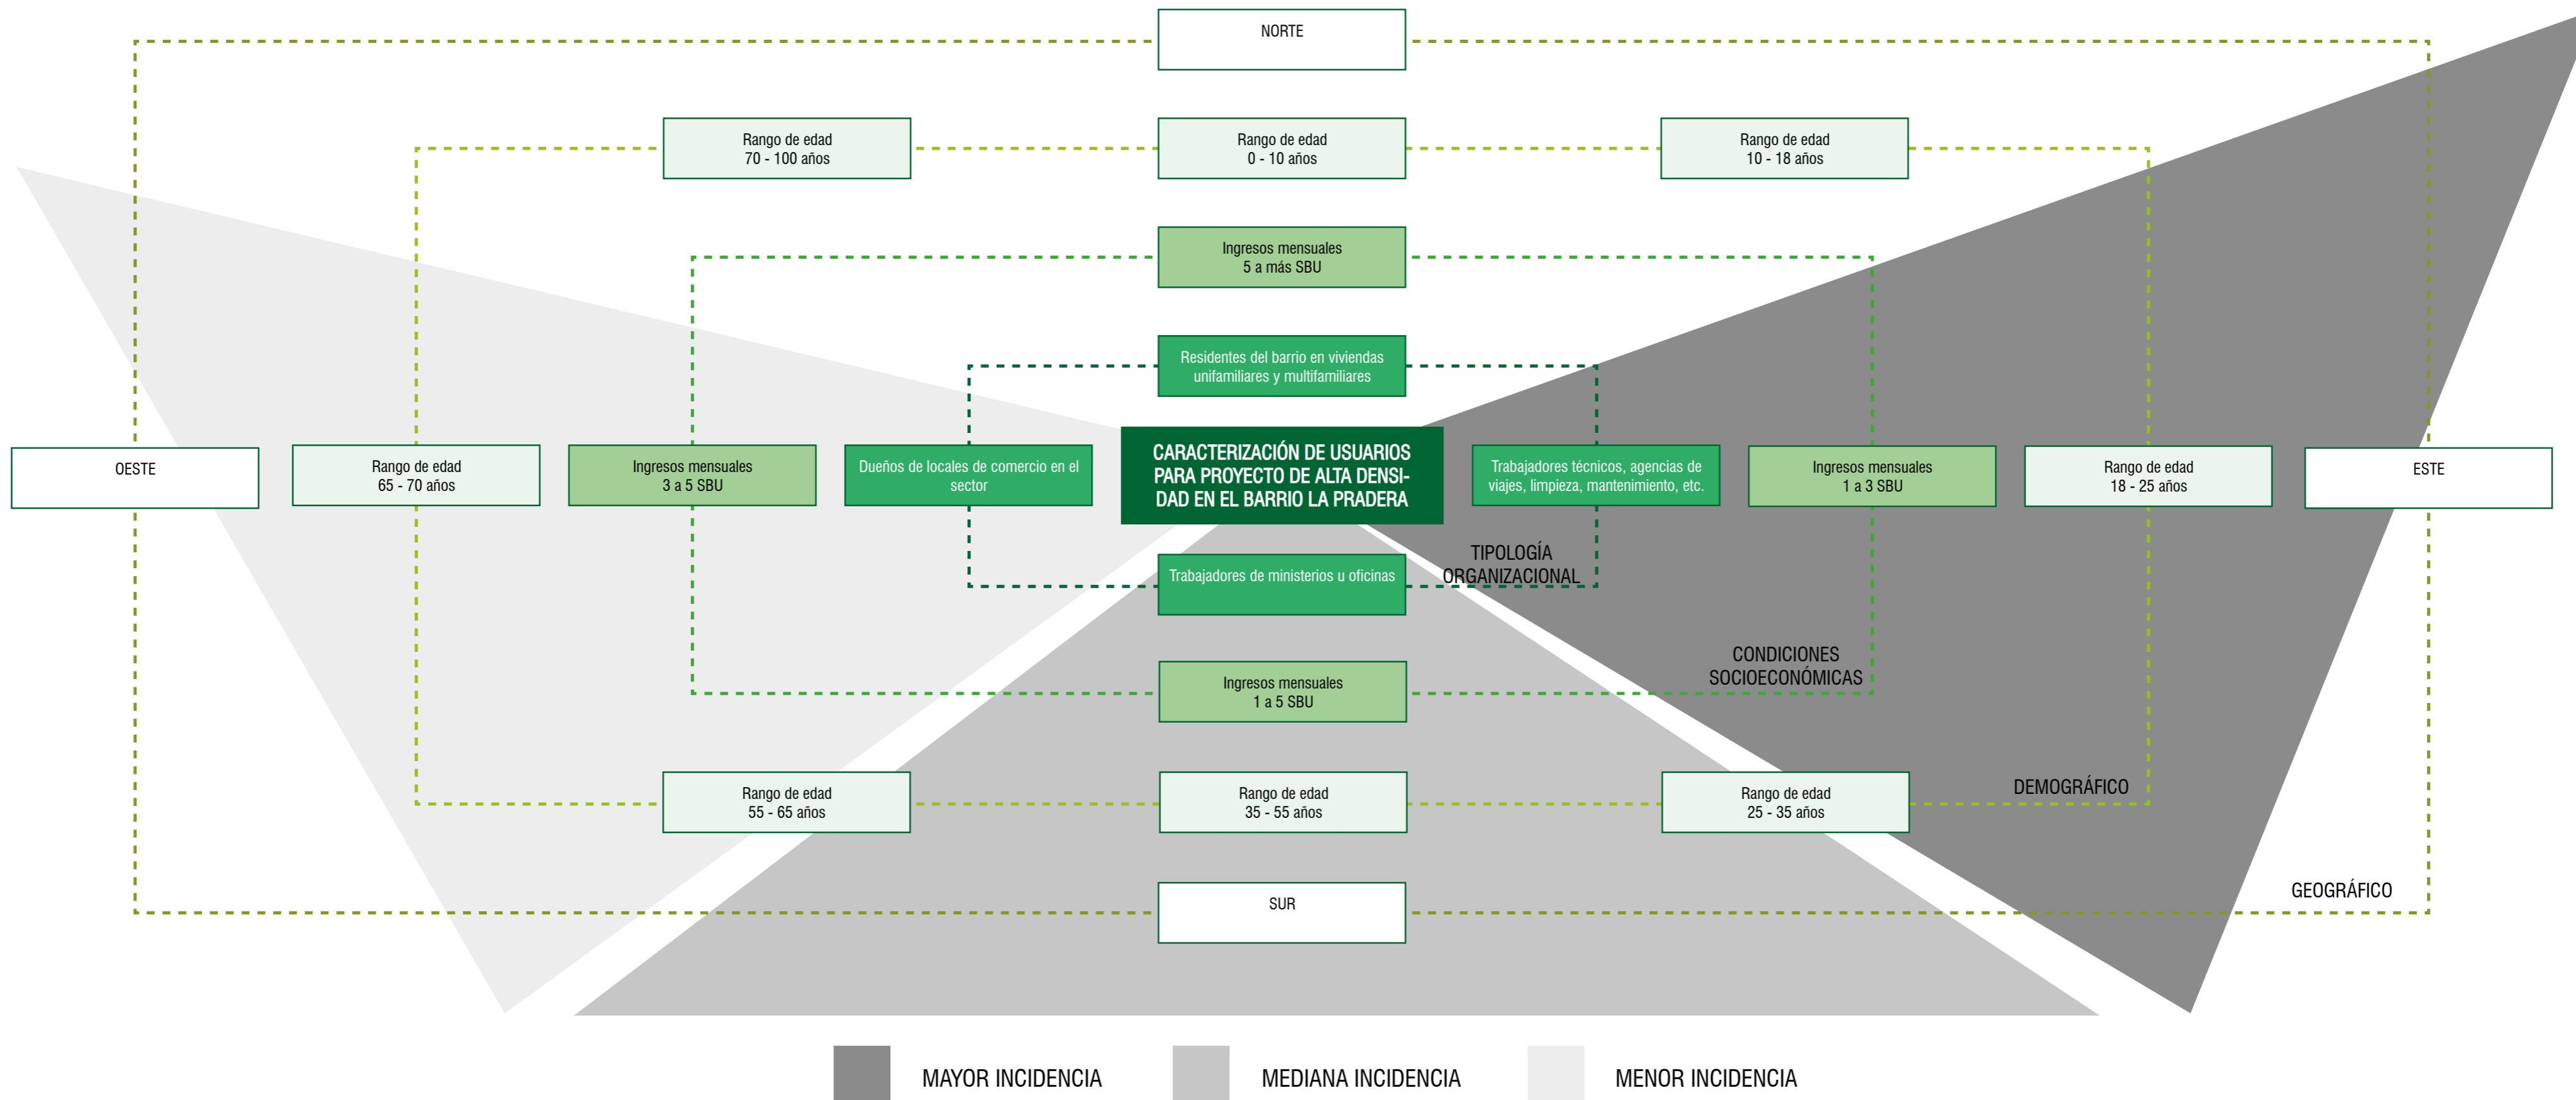 NORTE
Rango de edad
70 - 100 años
Rango de edad
0 - 10 años
Rango de edad
10 - 18 años
Ingresos mensuales
5 a más SBU
Residentes del barrio en viviendas
unifamiliares y multifamiliares
OESTE
Rango de edad
65 - 70 años
Ingresos mensuales
3 a 5 SBU
Dueños de locales de comercio en el
sector
CARACTERIZACIÓN DE USUARIOS
PARA PROYECTO DE ALTA DENSI-
DAD EN EL BARRIO LA PRADERA
Trabajadores técnicos, agencias de
viajes, limpieza, mantenimiento, etc.
Ingresos mensuales
1 a 3 SBU
Rango de edad
18 - 25 años
ESTE
TIPOLOGÍA
ORGANIZACIONAL
Trabajadores de ministerios u oficinas
CONDICIONES
SOCIOECONÓMICAS
Ingresos mensuales
1 a 5 SBU
DEMOGRÁFICO
Rango de edad
55 - 65 años
Rango de edad
35 - 55 años
Rango de edad
25 - 35 años
GEOGRÁFICO
SUR
MAYOR INCIDENCIA
MEDIANA INCIDENCIA
MENOR INCIDENCIA